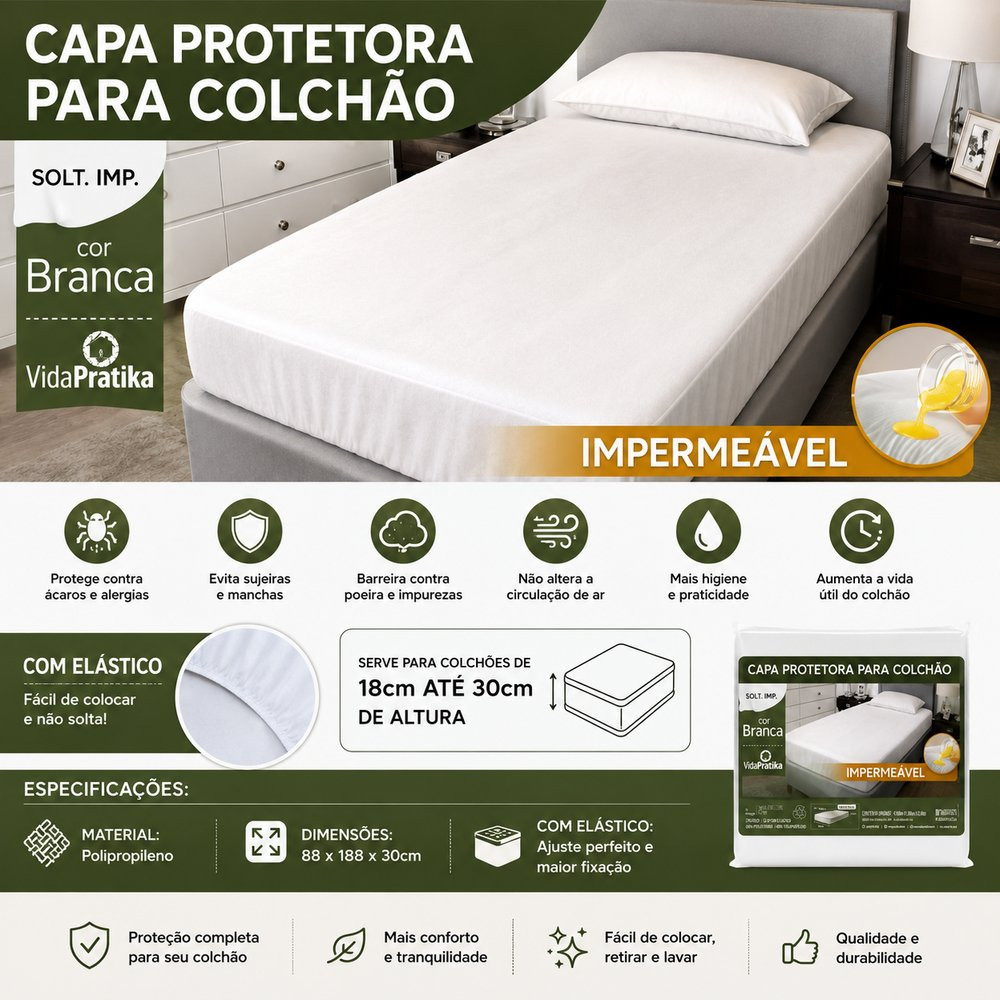 CAPA PROTETORA
PARA COLCHÃO
SOLT. IMP.
cor
Branca
VidaPratika
IMPERMEÁVEL
Protege contra
ácaros e alergias
Evita sujeiras
e manchas
Barreira contra
poeira e impurezas
Não altera a
circulação de ar
Mais higiene
e praticidade
Aumenta a vida
útil do colchão
COM ELÁSTICO
Fácil de colocar
e não solta!
SERVE PARA COLCHÕES DE
18cm ATÉ 30cm
DE ALTURA
CAPA PROTETORA PARA COLCHÃO
SOLT. IMP.
cor
Branca
VidaPratika
IMPERMEÁVEL
ESPECIFICAÇÕES:
MATERIAL:
Polipropileno
DIMENSÕES:
88 x 188 x 30cm
COM ELÁSTICO:
Ajuste perfeito e
maior fixação
Proteção completa
para seu colchão
Mais conforto
e tranquilidade
Fácil de colocar,
retirar e lavar
Qualidade e
durabilidade